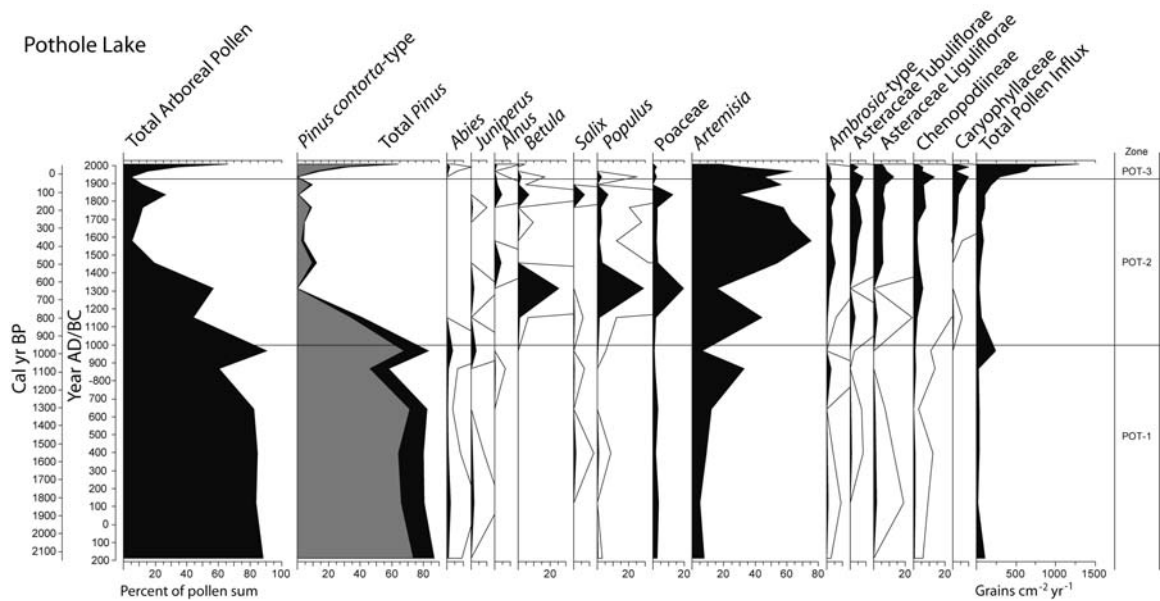 Pothole Lake
Total Arboreal Pollen
Pinus contorta-type
Total Pinus
Abies
Juniperus
Alnus
Betula
Salix
Populus
Poaceae
Artemisia
Ambrosia-type
Asteraceae Tubuliflorae
Asteraceae Liguliflorae
Chenopodiineae
Caryophyllaceae
Total Pollen Influx
Zone
Cal yr BP
0
100
200
300
400
500
600
700
800
900
1000
1100
1300
1400
1500
1600
1700
1800
1900
2000
2100
Year AD/BC
2000
1900
1800
1700
1600
1500
1400
1300
1200
1100
1000
900
-800
600
500
400
300
200
100
0
100
200
POT-3
POT-2
POT-1
20 40 60 80 100
20 40 60 80
20
20
20 40 60 80
20
20
500 1000 1500
Percent of pollen sum
Grains cm-2 yr-1